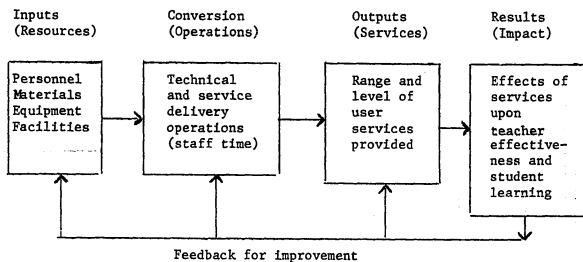 Inputs
(Resources)
Conversion
(Operations)
Outputs
(Services)
Results
(Impact)
Personnel
Materials
Equipment
Facilities
Technical
and service
delivery
operations
(staff time)
Range and
level of
user
services
provided
Effects of
services
upon
teacher
effective-
ness and
student
learning
Feedback for improvement